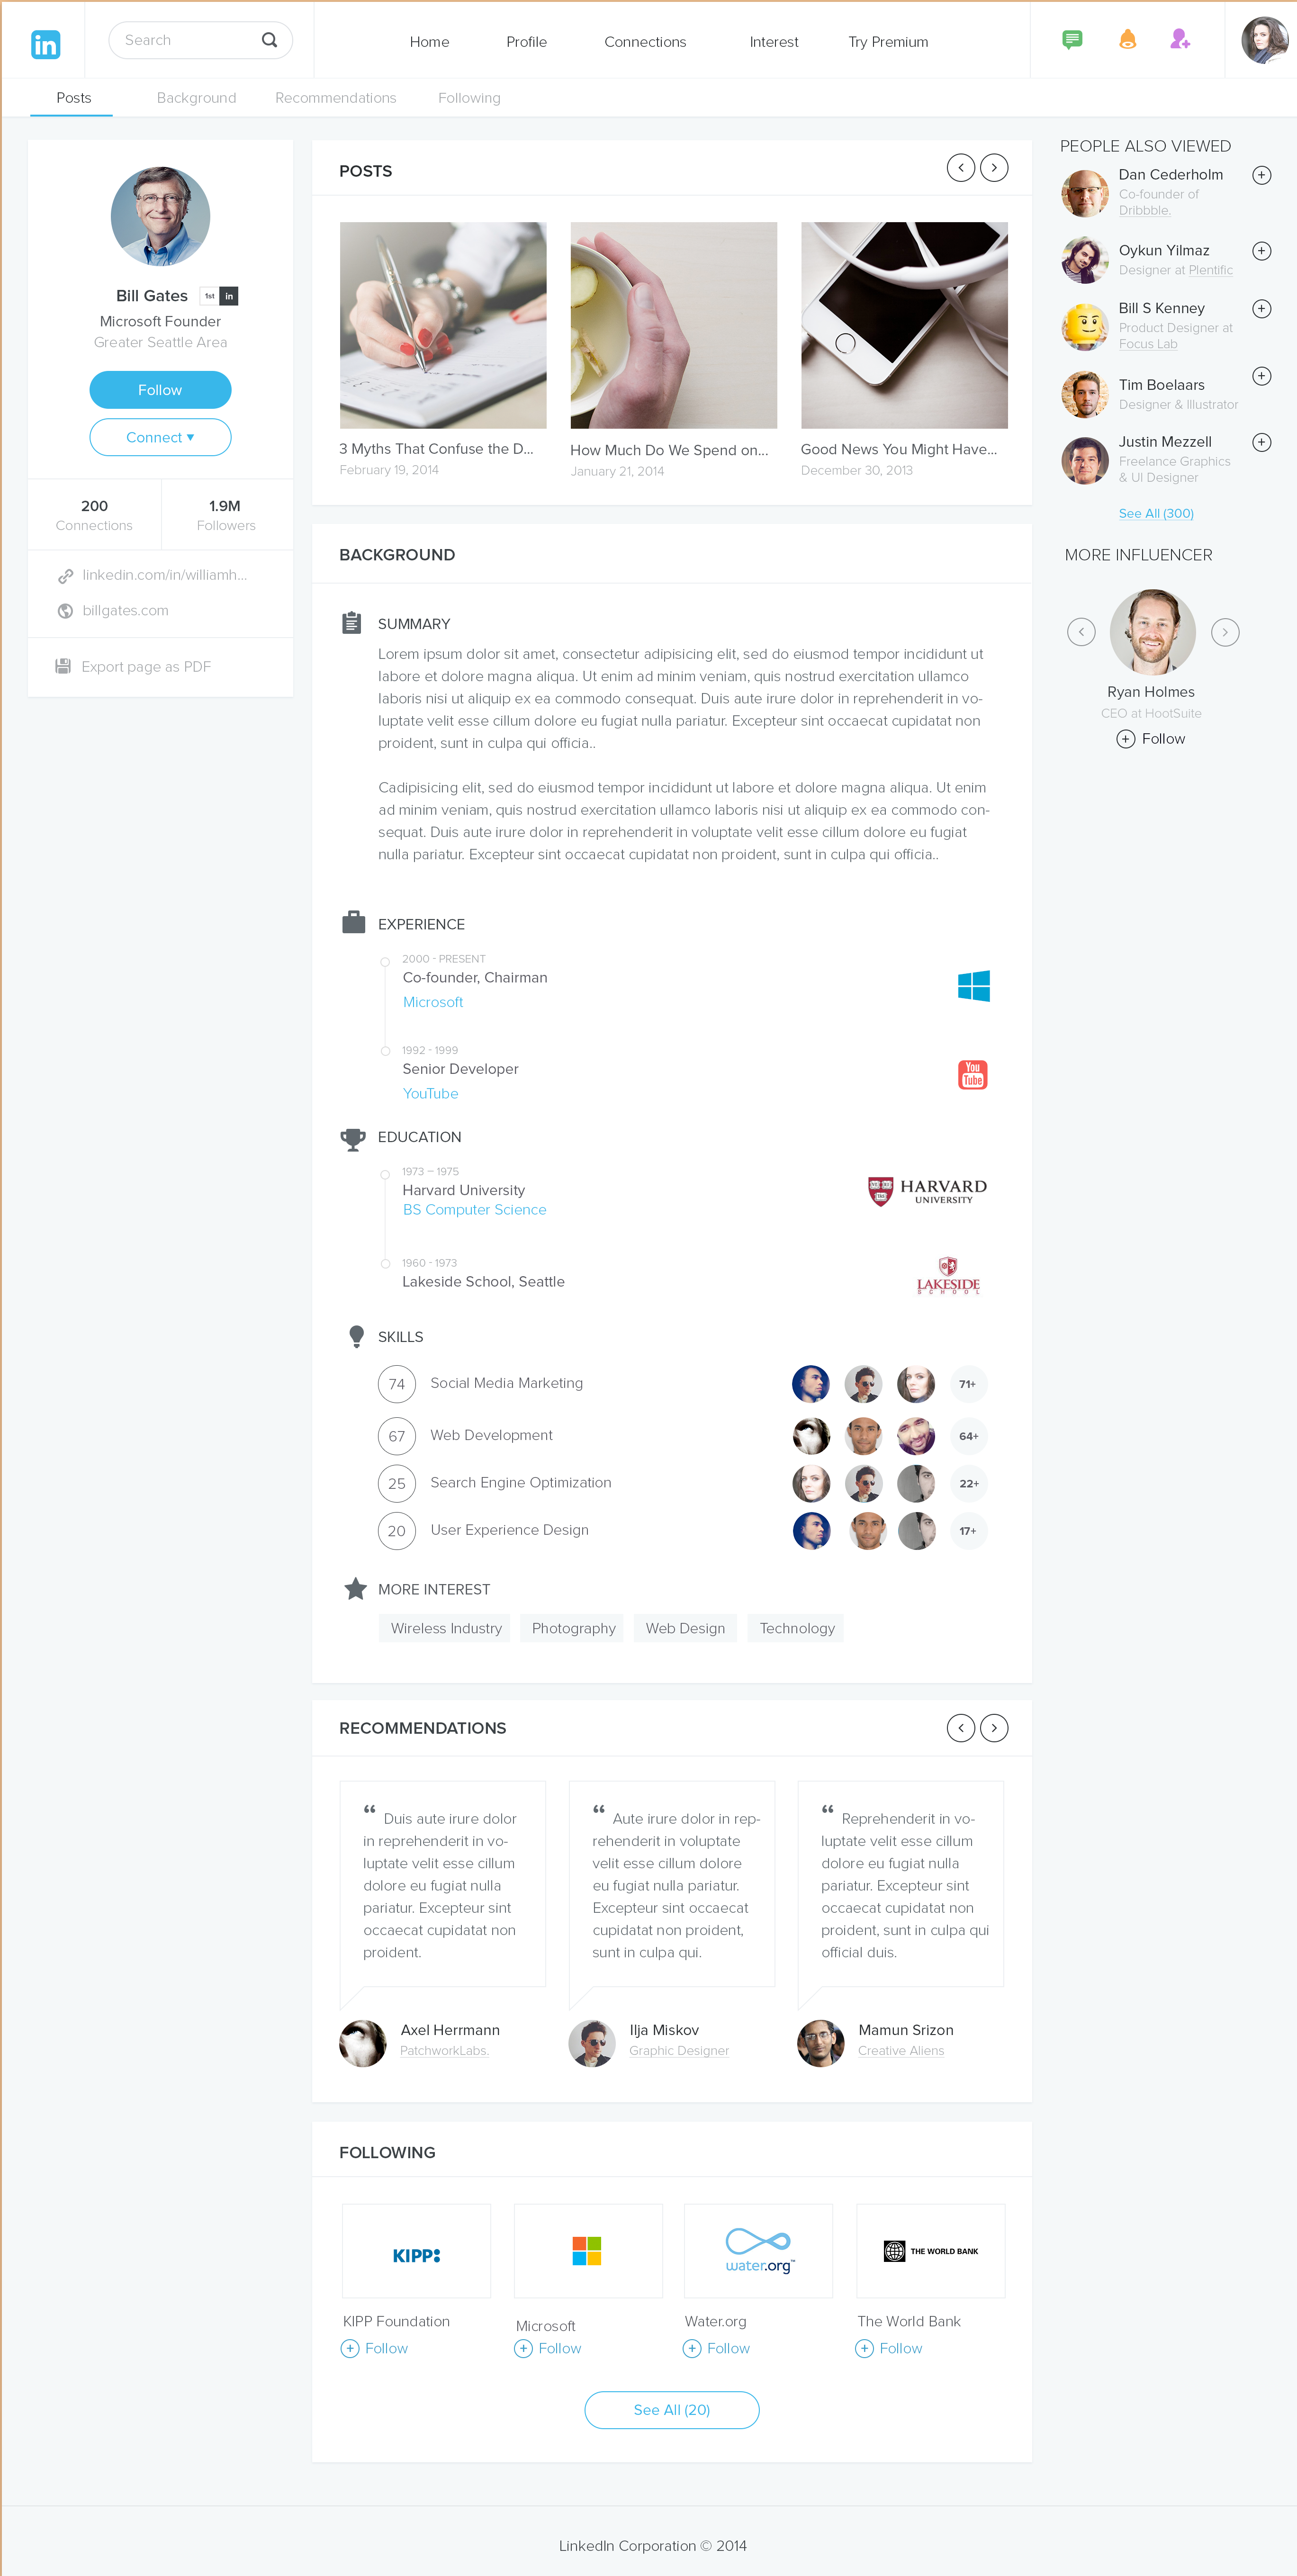 in
Search
Home
Profile
Connections
Interest
Try Premium
Posts
Background
Recommendations
Following
Bill Gates
1st
in
Microsoft Founder
Greater Seattle Area
Follow
Connect
200
Connections
1.9M
Followers
linkedin.com/in/williamh...
billgates.com
Export page as PDF
POSTS
3 Myths That Confuse the D...
February 19, 2014
How Much Do We Spend on...
January 21, 2014
Good News You Might Have...
December 30, 2013
BACKGROUND
SUMMARY
Lorem ipsum dolor sit amet, consectetur adipisicing elit, sed do eiusmod tempor incididunt ut
labore et dolore magna aliqua. Ut enim ad minim veniam, quis nostrud exercitation ullamco
laboris nisi ut aliquip ex ea commodo consequat. Duis aute irure dolor in reprehenderit in vo-
luptate velit esse cillum dolore eu fugiat nulla pariatur. Excepteur sint occaecat cupidatat non
proident, sunt in culpa qui officia..
Cadipisicing elit, sed do eiusmod tempor incididunt ut labore et dolore magna aliqua. Ut enim
ad minim veniam, quis nostrud exercitation ullamco laboris nisi ut aliquip ex ea commodo con-
sequat. Duis aute irure dolor in reprehenderit in voluptate velit esse cillum dolore eu fugiat
nulla pariatur. Excepteur sint occaecat cupidatat non proident, sunt in culpa qui officia..
EXPERIENCE
2000 - PRESENT
Co-founder, Chairman
Microsoft
1992 - 1999
Senior Developer
YouTube
You
Tube
EDUCATION
1973 – 1975
Harvard University
BS Computer Science
HARVARD
UNIVERSITY
1960 - 1973
Lakeside School, Seattle
LAKESIDE
SCHOOL
SKILLS
74
Social Media Marketing
71+
67
Web Development
64+
25
Search Engine Optimization
22+
20
User Experience Design
17+
MORE INTEREST
Wireless Industry
Photography
Web Design
Technology
RECOMMENDATIONS
“ Duis aute irure dolor
in reprehenderit in vo-
luptate velit esse cillum
dolore eu fugiat nulla
pariatur. Excepteur sint
occaecat cupidatat non
proident.
Axel Herrmann
PatchworkLabs.
“ Aute irure dolor in rep-
rehenderit in voluptate
velit esse cillum dolore
eu fugiat nulla pariatur.
Excepteur sint occaecat
cupidatat non proident,
sunt in culpa qui.
Ilja Miskov
Graphic Designer
“ Reprehenderit in vo-
luptate velit esse cillum
dolore eu fugiat nulla
pariatur. Excepteur sint
occaecat cupidatat non
proident, sunt in culpa qui
official duis.
Mamun Srizon
Creative Aliens
FOLLOWING
KIPP:
KIPP Foundation
Follow
Microsoft
Follow
water.org™
Water.org
Follow
THE WORLD BANK
The World Bank
Follow
See All (20)
PEOPLE ALSO VIEWED
Dan Cederholm
Co-founder of
Dribbble.
Oykun Yilmaz
Designer at Plentific
Bill S Kenney
Product Designer at
Focus Lab
Tim Boelaars
Designer & Illustrator
Justin Mezzell
Freelance Graphics
& UI Designer
See All (300)
MORE INFLUENCER
Ryan Holmes
CEO at HootSuite
Follow
LinkedIn Corporation © 2014